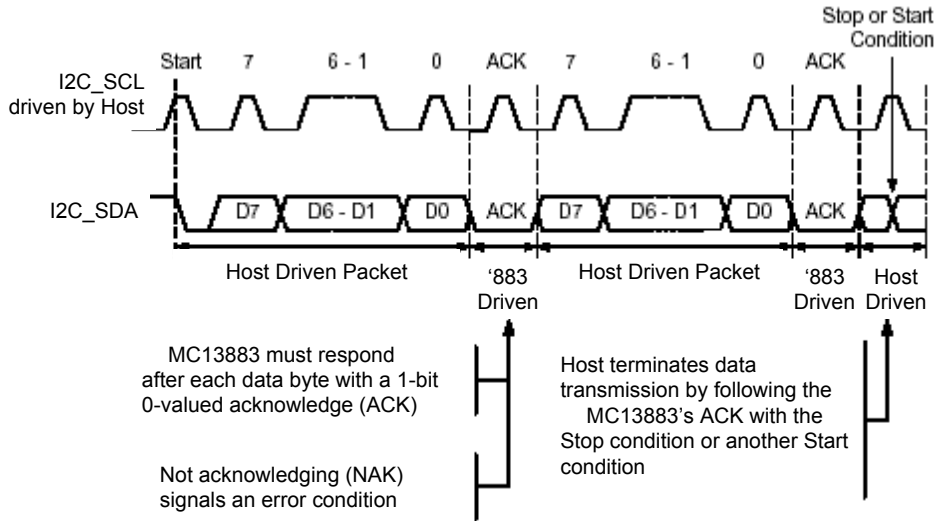 Stop or Start
Condition
Start 7 6 - 1 0 ACK 7 6 - 1 0 ACK
I2C_SCL
driven by Host
I2C_SDA
D7 D6 - D1 D0 ACK D7 D6 - D1 D0 ACK
Host Driven Packet
'883
Driven
Host Driven Packet
'883
Driven
Host
Driven
MC13883 must respond
after each data byte with a 1-bit
0-valued acknowledge (ACK)
Not acknowledging (NAK)
signals an error condition
Host terminates data
transmission by following the
MC13883's ACK with the
Stop condition or another Start
condition